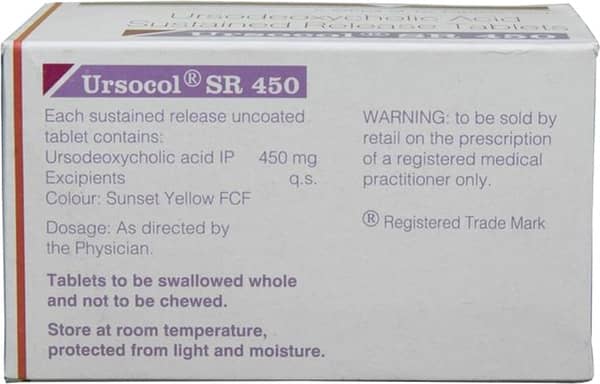 Ursodeoxycholic Acid
Sustained Release Tablets
Ursocol® SR 450
Ursocol® SR 450
Each sustained release uncoated
tablet contains:
Ursodeoxycholic acid IP 450 mg
Excipients q.s.
Colour: Sunset Yellow FCF
Dosage: As directed by
the Physician.
Tablets to be swallowed whole
and not to be chewed.
Store at room temperature,
protected from light and moisture.
WARNING: to be sold by
retail on the prescription
of a registered medical
practitioner only.
® Registered Trade Mark